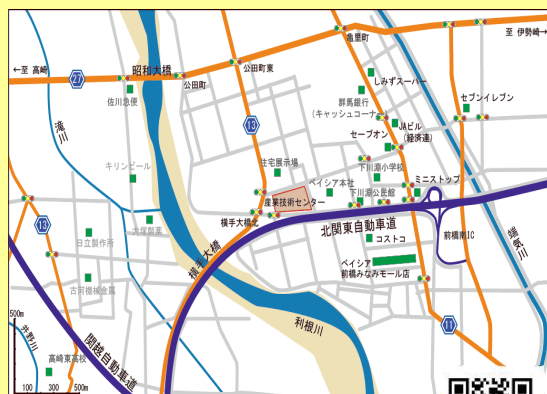 亀里町
至 伊勢崎→
←至 高崎
27
昭和大橋
公田町
公田町東
しみずスーパー
佐川急便
群馬銀行
(キャッシュコーナー)
セブンイレブン
滝川
13
JAビル
(経済連)
セーブオン
キリンビール
住宅展示場
下川淵小学校
ベイシア本社
ミニストップ
産業技術センター
下川淵公民館
横手大橋北
大塚製薬
13
日立製作所
北関東自動車道
前橋南IC
端気川
横手大橋
コストコ
古河機械金属
ベイシア
前橋みなみモール店
500m
利根川
井野川
関越自動車道
11
高崎東高校
100 300 500m